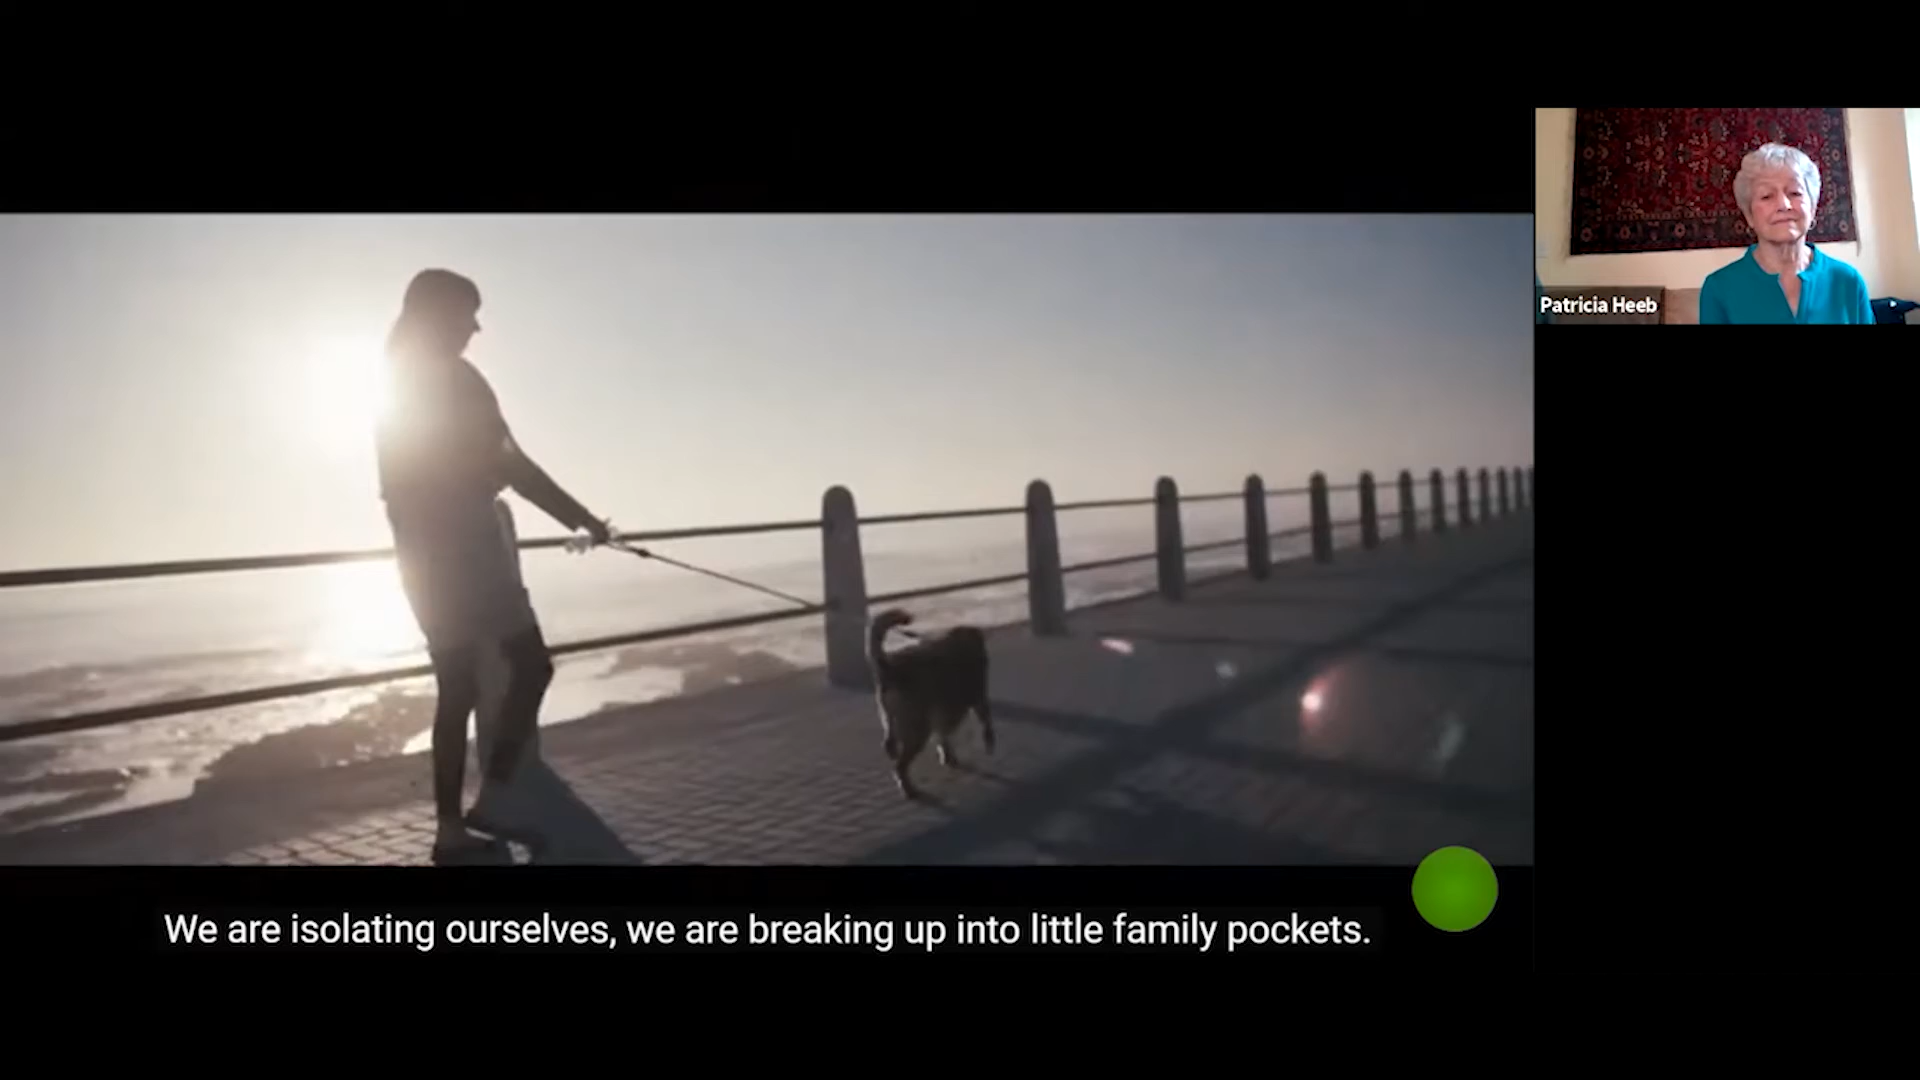 Patricia Heeb
We are isolating ourselves, we are breaking up into little family pockets.